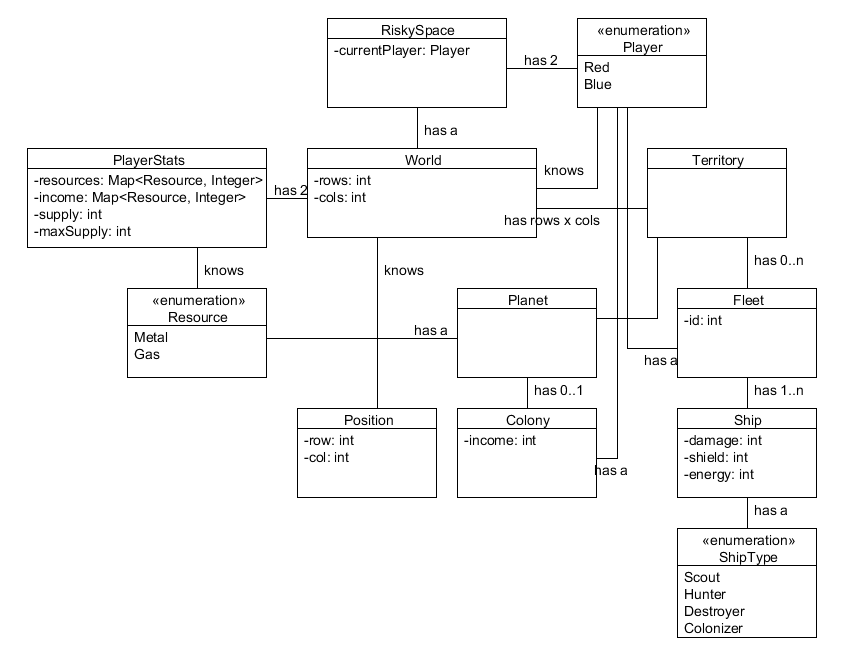 RiskySpace
-currentPlayer: Player
«enumeration»
Player
Red
Blue
has 2
has a
PlayerStats
-resources: Map<Resource, Integer>
-income: Map<Resource, Integer>
-supply: int
-maxSupply: int
has 2
World
-rows: int
-cols: int
knows
has rows x cols
Territory
knows
knows
has 0..n
«enumeration»
Resource
Metal
Gas
has a
Planet
Fleet
-id: int
has a
has 0..1
has 1..n
Position
-row: int
-col: int
Colony
-income: int
has a
Ship
-damage: int
-shield: int
-energy: int
has a
«enumeration»
ShipType
Scout
Hunter
Destroyer
Colonizer